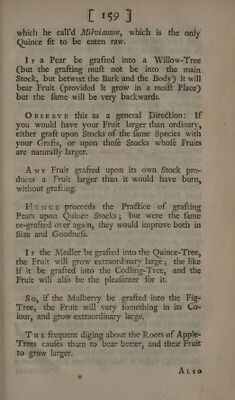 [ 159 ]
which he call'd Milvianum, which is the only
Quince fit to be eaten raw.
IF a Pear be grafted into a Willow-Tree
(but the grafting must not be into the main
Stock, but betwixt the Bark and the Body) it will
bear Fruit (provided it grow in a moist Place)
but the same will be very backwards.
OBSERVE this as a general Direction: If
you would have your Fruit larger than ordinary,
either graft upon Stocks of the same Species with
your Grafts, or upon those Stocks whose Fruits
are naturally larger.
ANY Fruit grafted upon its own Stock pro-
duces a Fruit larger than it would have born,
without grafting.
HENCE proceeds the Practice of grafting
Pears upon Quince Stocks; but were the same
re-grafted over again, they would improve both in
Size and Goodness.
IF the Medler be grafted into the Quince-Tree,
the Fruit will grow extraordinary large; the like
if it be grafted into the Codling-Tree, and the
Fruit will also be the pleasanter for it.
SO, if the Mulberry be grafted into the Fig-
Tree, the Fruit will vary something in its Co-
lour, and grow extraordinary large.
THE frequent diging about the Roots of Apple-
Trees causes them to bear better, and their Fruit
to grow larger.
ALSO